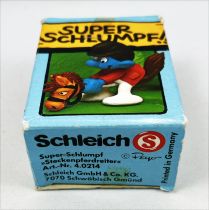 SUPER
SCHLUMPF!
Schleich S
© Peyo
Super-Schlumpf
«Steckenpferdreiter»
Art.-Nr. 4.0214
Schleich GmbH & Co. KG.
7070 Schwäbisch Gmünd
Printed in Germany